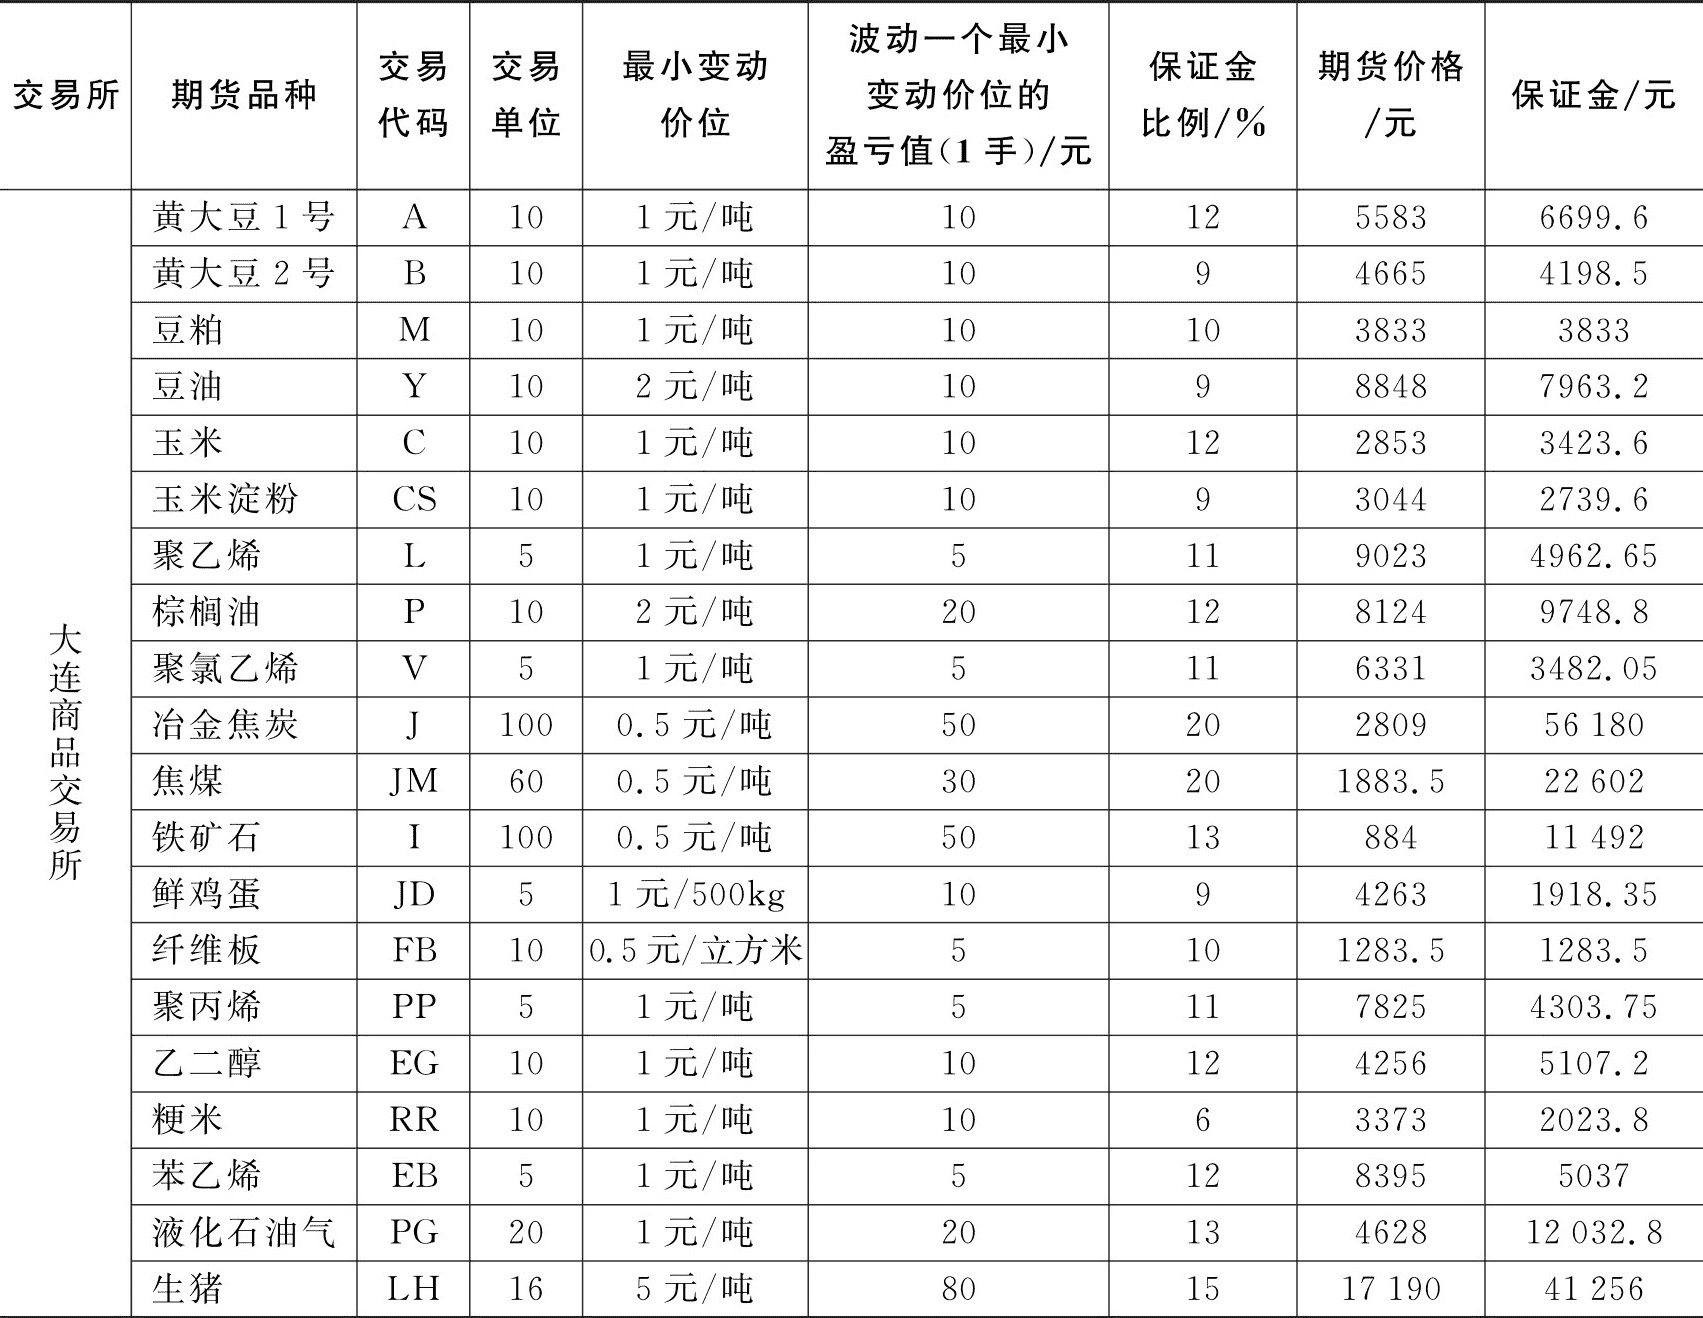 交易所 期货品种 交易代码 交易单位 最小变动价位 波动一个最小变动价位的盈亏值(1 手)/元 保证金比例/% 期货价格/元 保证金/元
大连商品交易所
黄大豆 1 号 A 10 1 元/吨 10 12 5583 6699.6
黄大豆 2 号 B 10 1 元/吨 10 9 4665 4198.5
豆粕 M 10 1 元/吨 10 10 3833 3833
豆油 Y 10 2 元/吨 10 9 8848 7963.2
玉米 C 10 1 元/吨 10 12 2853 3423.6
玉米淀粉 CS 10 1 元/吨 10 9 3044 2739.6
聚乙烯 L 5 1 元/吨 5 11 9023 4962.65
棕榈油 P 10 2 元/吨 20 12 8124 9748.8
聚氯乙烯 V 5 1 元/吨 5 11 6331 3482.05
冶金焦炭 J 100 0.5 元/吨 50 20 2809 56 180
焦煤 JM 60 0.5 元/吨 30 20 1883.5 22 602
铁矿石 I 100 0.5 元/吨 50 13 884 11 492
鲜鸡蛋 JD 5 1 元/500kg 10 9 4263 1918.35
纤维板 FB 10 0.5 元/立方米 5 10 1283.5 1283.5
聚丙烯 PP 5 1 元/吨 5 11 7825 4303.75
乙二醇 EG 10 1 元/吨 10 12 4256 5107.2
粳米 RR 10 1 元/吨 10 6 3373 2023.8
苯乙烯 EB 5 1 元/吨 5 12 8395 5037
液化石油气 PG 20 1 元/吨 20 13 4628 12 032.8
生猪 LH 16 5 元/吨 80 15 17 190 41 256